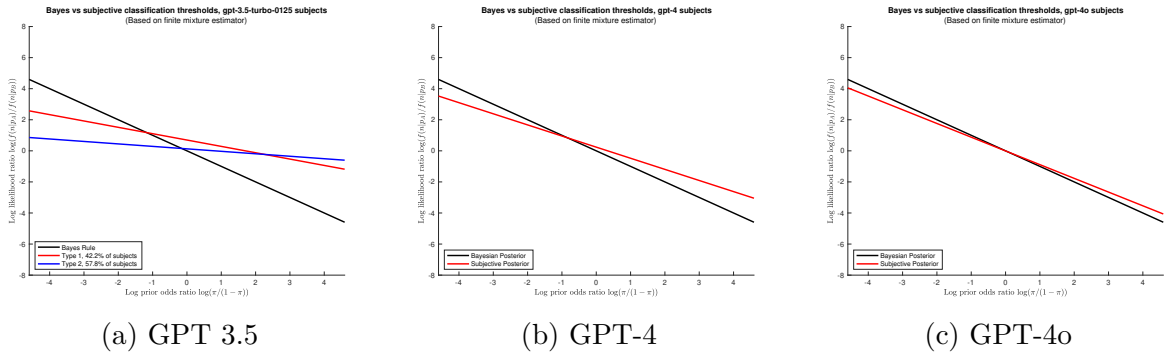 Bayes vs subjective classification thresholds, gpt-3.5-turbo-0125 subjects
(Based on finite mixture estimator)
Log likelihood ratio log(f(n|p_A)/f(n|p_B))
8
6
4
2
0
-2
-4
-6
-8
Bayes Rule
Type 1, 42.2% of subjects
Type 2, 57.8% of subjects
-4 -3 -2 -1 0 1 2 3 4
Log prior odds ratio log(π/(1 − π))
(a) GPT 3.5
Bayes vs subjective classification thresholds, gpt-4 subjects
(Based on finite mixture estimator)
Log likelihood ratio log(f(n|p_A)/f(n|p_B))
8
6
4
2
0
-2
-4
-6
-8
Bayesian Posterior
Subjective Posterior
-4 -3 -2 -1 0 1 2 3 4
Log prior odds ratio log(π/(1 − π))
(b) GPT-4
Bayes vs subjective classification thresholds, gpt-4o subjects
(Based on finite mixture estimator)
Log likelihood ratio log(f(n|p_A)/f(n|p_B))
8
6
4
2
0
-2
-4
-6
-8
Bayesian Posterior
Subjective Posterior
-4 -3 -2 -1 0 1 2 3 4
Log prior odds ratio log(π/(1 − π))
(c) GPT-4o